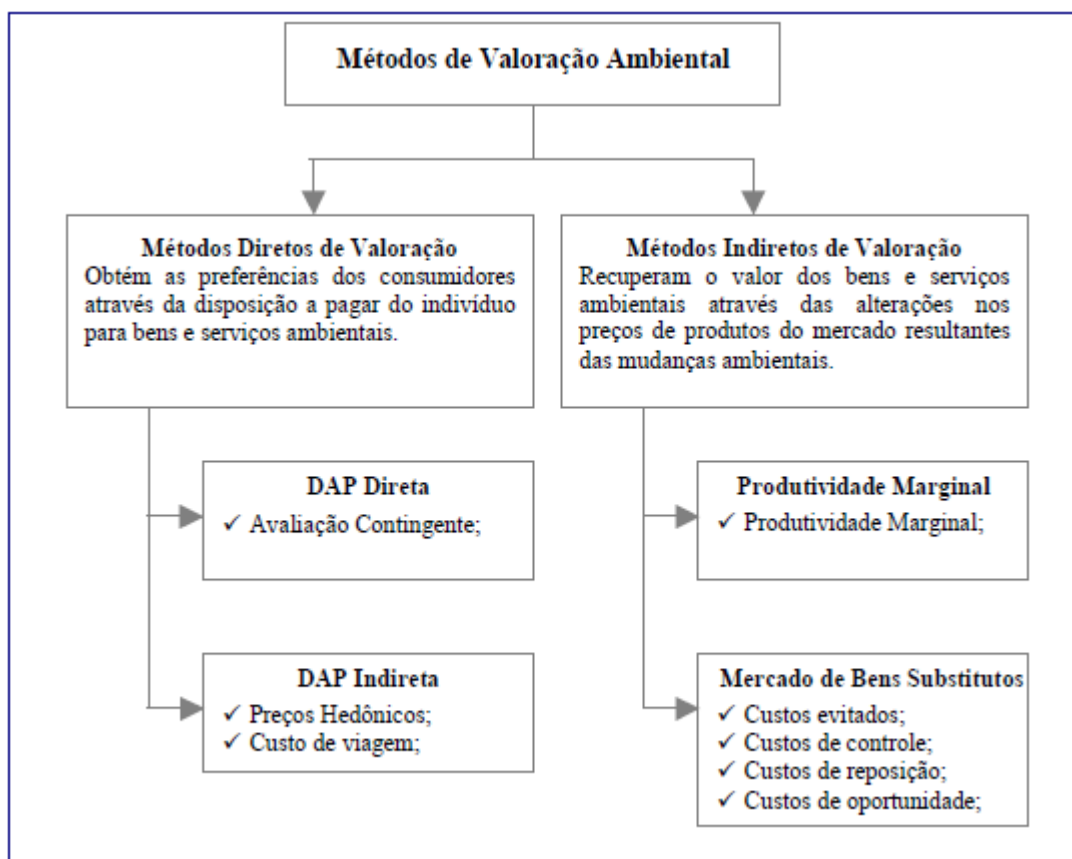 Métodos de Valoração Ambiental
Métodos Diretos de Valoração
Obtém as preferências dos consumidores
através da disposição a pagar do indivíduo
para bens e serviços ambientais.
Métodos Indiretos de Valoração
Recuperam o valor dos bens e serviços
ambientais através das alterações nos
preços de produtos do mercado resultantes
das mudanças ambientais.
DAP Direta
✓ Avaliação Contingente;
Produtividade Marginal
✓ Produtividade Marginal;
DAP Indireta
✓ Preços Hedônicos;
✓ Custo de viagem;
Mercado de Bens Substitutos
✓ Custos evitados;
✓ Custos de controle;
✓ Custos de reposição;
✓ Custos de oportunidade;